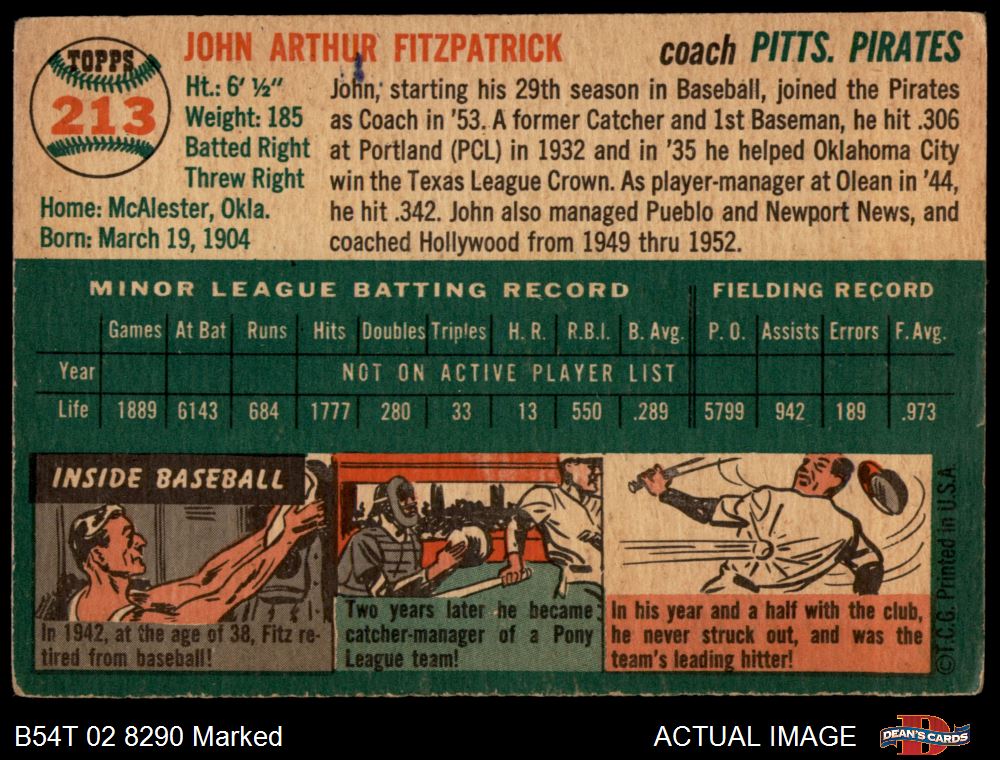 TOPPS
213
JOHN ARTHUR FITZPATRICK
coach PITTS. PIRATES
Ht.: 6' ½"
Weight: 185
Batted Right
Threw Right
Home: McAlester, Okla.
Born: March 19, 1904
John, starting his 29th season in Baseball, joined the Pirates
as Coach in '53. A former Catcher and 1st Baseman, he hit .306
at Portland (PCL) in 1932 and in '35 he helped Oklahoma City
win the Texas League Crown. As player-manager at Olean in '44,
he hit .342. John also managed Pueblo and Newport News, and
coached Hollywood from 1949 thru 1952.
MINOR LEAGUE BATTING RECORD FIELDING RECORD
Games At Bat Runs Hits Doubles Triples H. R. R.B.I. B. Avg. P. O. Assists Errors F. Avg.
Year NOT ON ACTIVE PLAYER LIST
Life 1889 6143 684 1777 280 33 13 550 .289 5799 942 189 .973
INSIDE BASEBALL
In 1942, at the age of 38, Fitz re-
tired from baseball!
Two years later he became
catcher-manager of a Pony
League team!
In his year and a half with the club,
he never struck out, and was the
team's leading hitter!
©T.C.G. Printed in U.S.A.
B54T 02 8290 Marked
ACTUAL IMAGE
D
DEAN'S CARDS